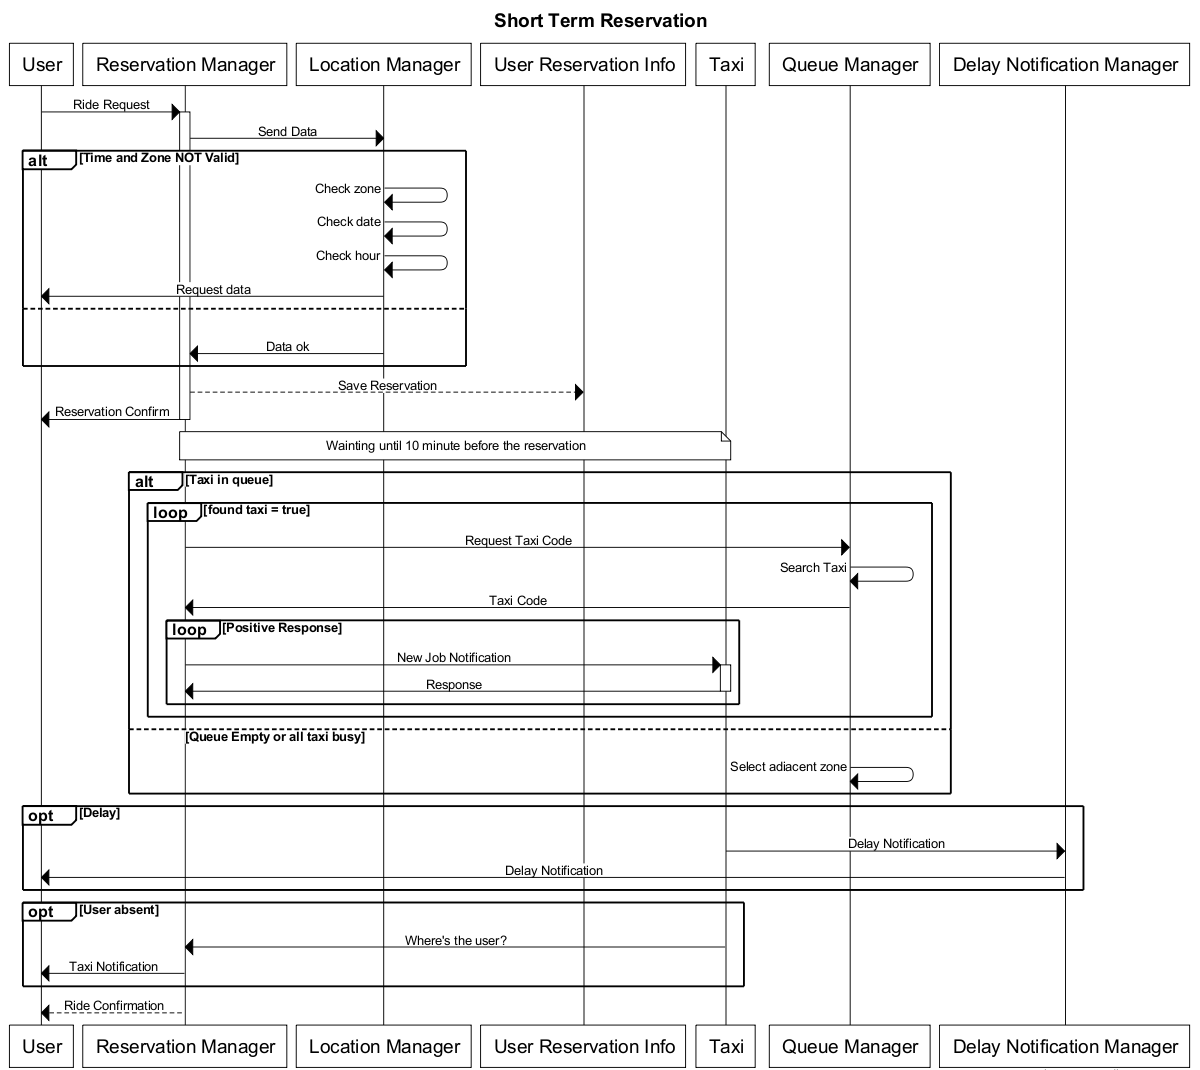 Short Term Reservation
User
Reservation Manager
Location Manager
User Reservation Info
Taxi
Queue Manager
Delay Notification Manager
Ride Request
Send Data
alt
[Time and Zone NOT Valid]
Check zone
Check date
Check hour
Request data
Data ok
Save Reservation
Reservation Confirm
Wainting until 10 minute before the reservation
alt
[Taxi in queue]
loop
[found taxi = true]
Request Taxi Code
Search Taxi
Taxi Code
loop
[Positive Response]
New Job Notification
Response
[Queue Empty or all taxi busy]
Select adiacent zone
opt
[Delay]
Delay Notification
Delay Notification
opt
[User absent]
Where's the user?
Taxi Notification
Ride Confirmation
User
Reservation Manager
Location Manager
User Reservation Info
Taxi
Queue Manager
Delay Notification Manager